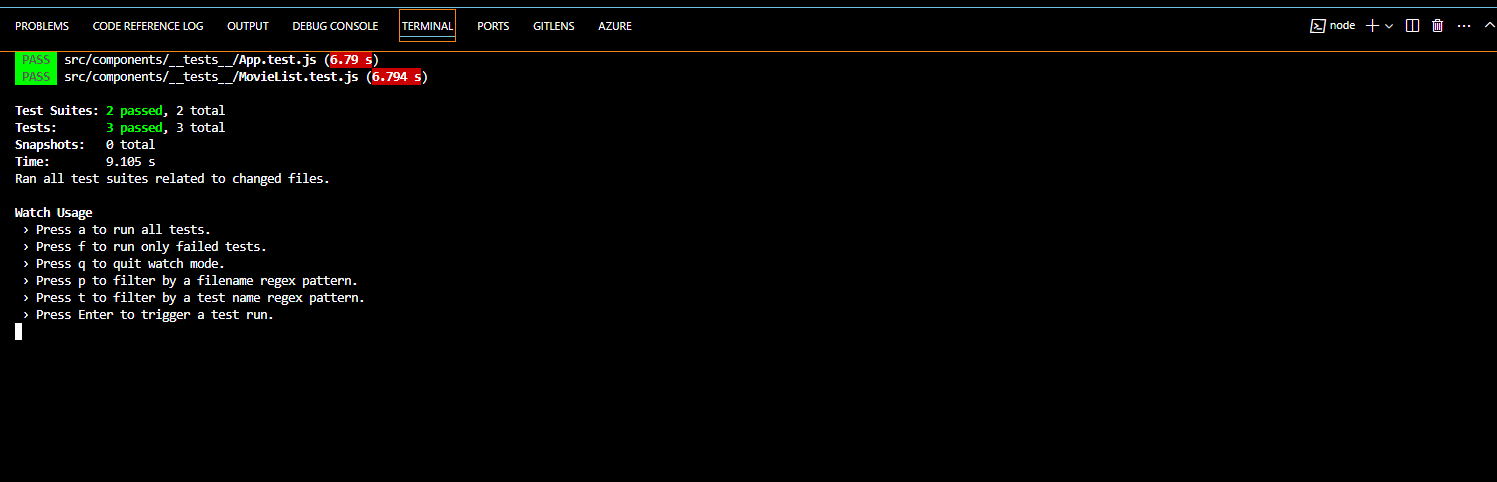 PROBLEMS CODE REFERENCE LOG OUTPUT DEBUG CONSOLE TERMINAL PORTS GITLENS AZURE node
PASS src/components/__tests__/App.test.js (6.79 s)
PASS src/components/__tests__/MovieList.test.js (6.794 s)
Test Suites: 2 passed, 2 total
Tests: 3 passed, 3 total
Snapshots: 0 total
Time: 9.105 s
Ran all test suites related to changed files.
Watch Usage
› Press a to run all tests.
› Press f to run only failed tests.
› Press q to quit watch mode.
› Press p to filter by a filename regex pattern.
› Press t to filter by a test name regex pattern.
› Press Enter to trigger a test run.